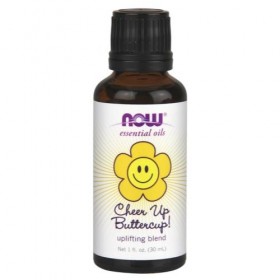 NOW
essential oils
Cheer Up
Buttercup!
uplifting blend
Net 1 fl. oz. (30 mL)